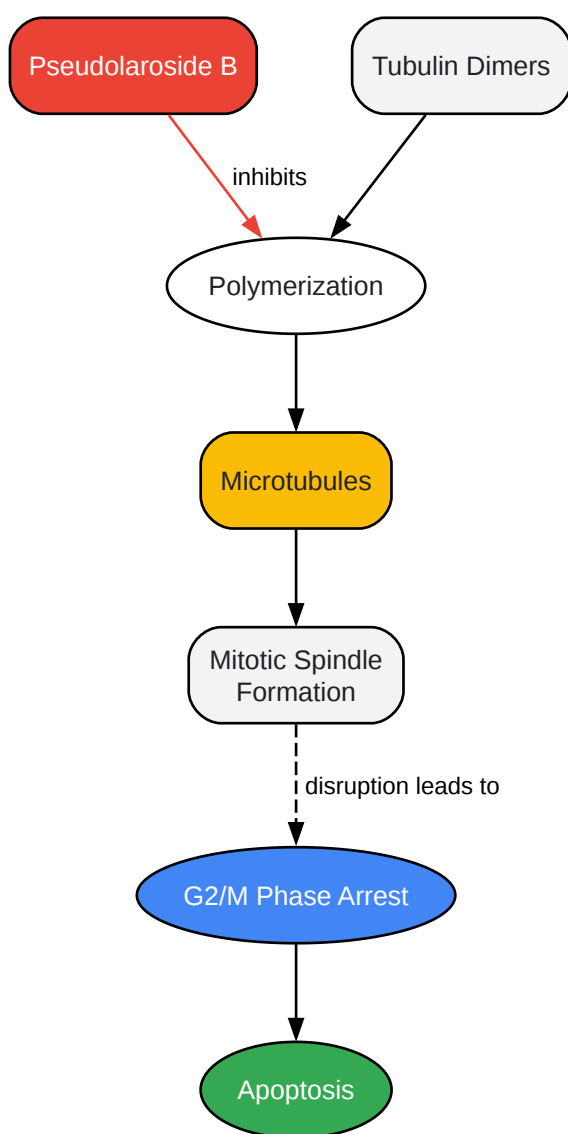 Pseudolaroside B
Tubulin Dimers
inhibits
Polymerization
Microtubules
Mitotic Spindle
Formation
disruption leads to
G2/M Phase Arrest
Apoptosis